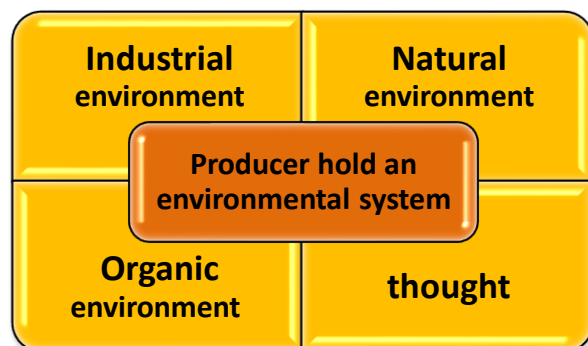 Industrial
environment
Natural
environment
Producer hold an
environmental system
Organic
environment
thought